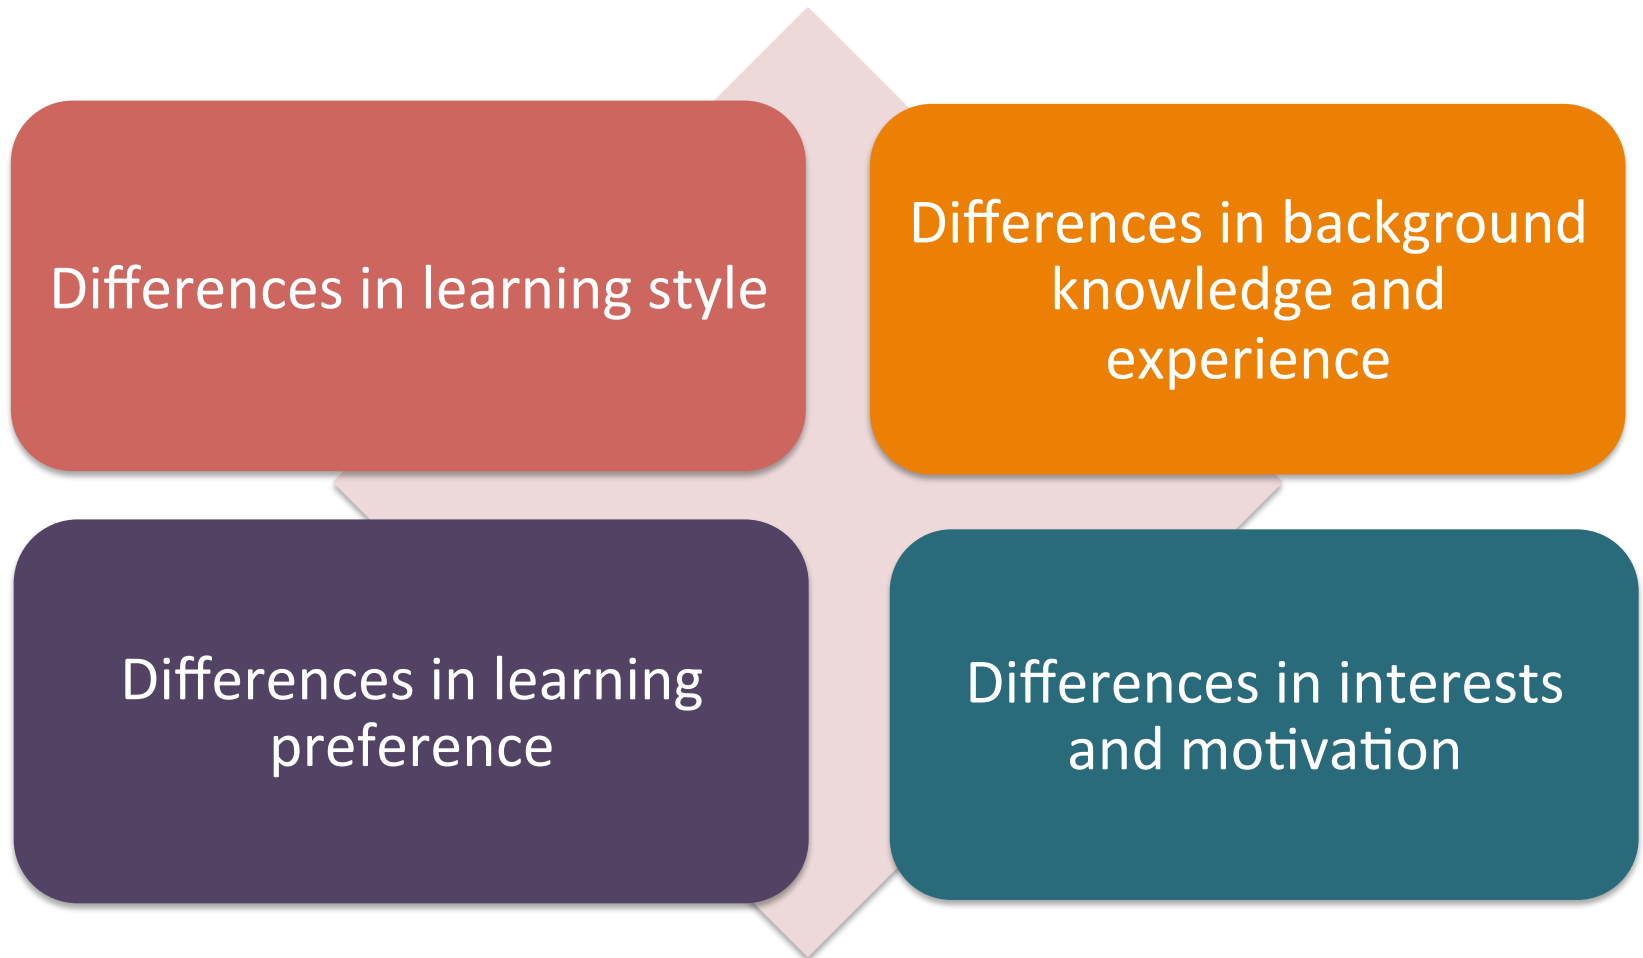 Differences in learning style
Differences in background
knowledge and
experience
Differences in learning
preference
Differences in interests
and motivation